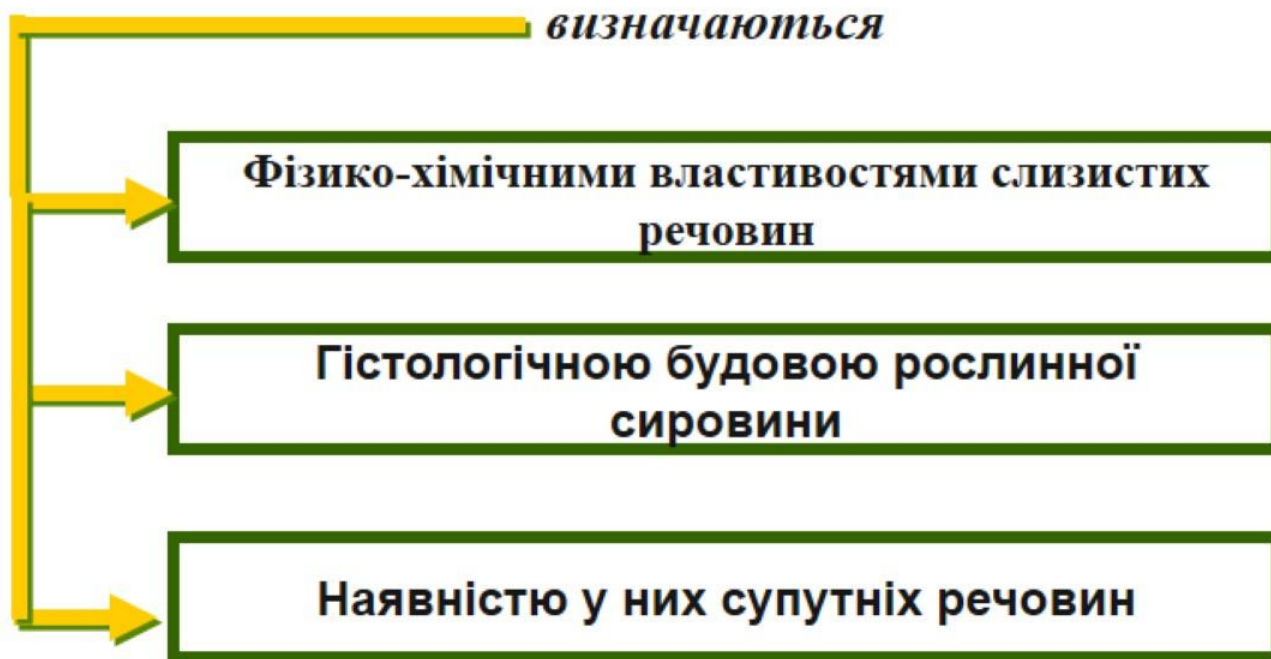 визначаються
Фізико-хімічними властивостями слизистих
речовин
Гістологічною будовою рослинної
сировини
Наявністю у них супутніх речовин